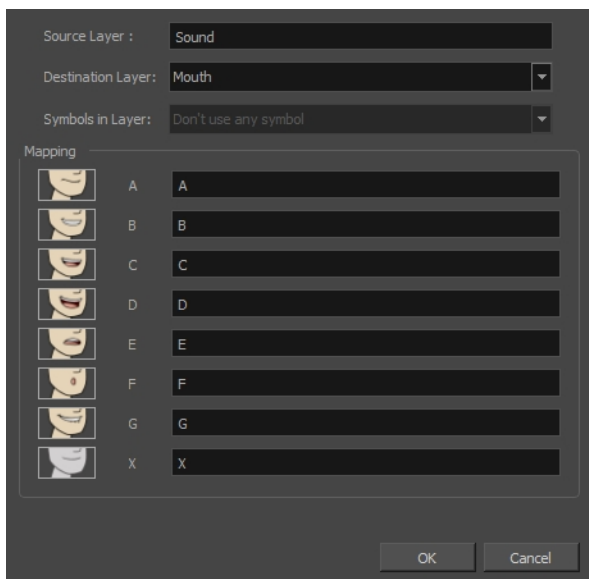 Source Layer : Sound
Destination Layer: Mouth
Symbols in Layer: Don't use any symbol
Mapping
A A
B B
C C
D D
E E
F F
G G
X X
OK Cancel